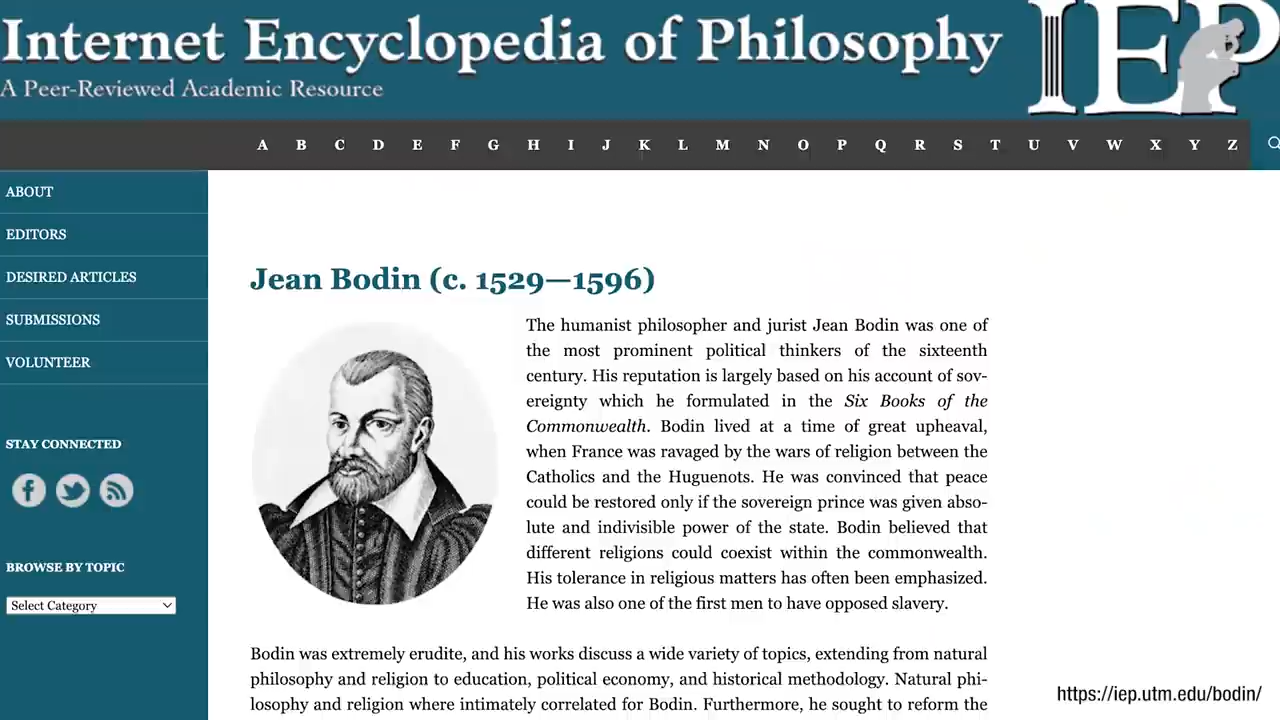 Internet Encyclopedia of Philosophy
IEP
A Peer-Reviewed Academic Resource
A B C D E F G H I J K L M N O P Q R S T U V W X Y Z
ABOUT
EDITORS
DESIRED ARTICLES
SUBMISSIONS
VOLUNTEER
STAY CONNECTED
BROWSE BY TOPIC
Select Category
Jean Bodin (c. 1529—1596)
The humanist philosopher and jurist Jean Bodin was one of
the most prominent political thinkers of the sixteenth
century. His reputation is largely based on his account of sov-
ereignty which he formulated in the Six Books of the
Commonwealth. Bodin lived at a time of great upheaval,
when France was ravaged by the wars of religion between the
Catholics and the Huguenots. He was convinced that peace
could be restored only if the sovereign prince was given abso-
lute and indivisible power of the state. Bodin believed that
different religions could coexist within the commonwealth.
His tolerance in religious matters has often been emphasized.
He was also one of the first men to have opposed slavery.
Bodin was extremely erudite, and his works discuss a wide variety of topics, extending from natural
philosophy and religion to education, political economy, and historical methodology. Natural phi-
losophy and religion where intimately correlated for Bodin. Furthermore, he sought to reform the
https://iep.utm.edu/bodin/